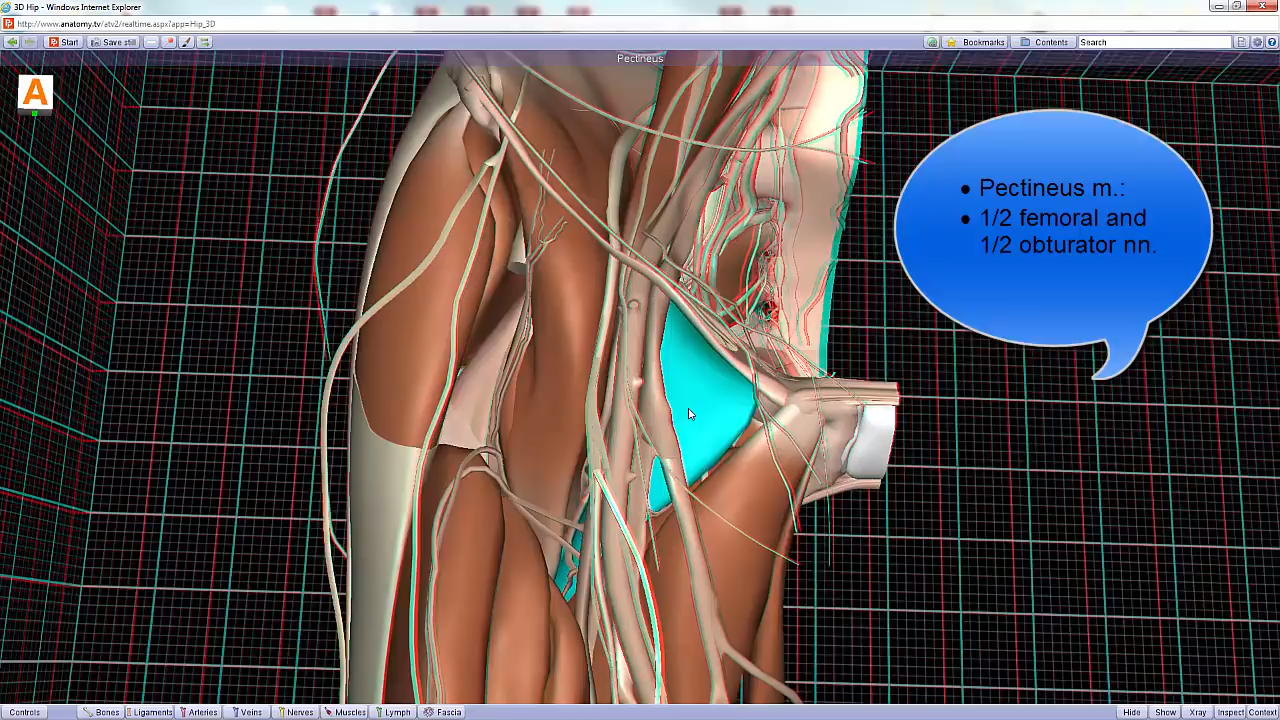 3D Hip - Windows Internet Explorer
http://www.anatomy.tv/atv2/realtime.aspx?app=Hip_3D
Start Save still Bookmarks Contents Search
Pectineus
A
• Pectineus m.:
• 1/2 femoral and
1/2 obturator nn.
Controls Bones Ligaments Arteries Veins Nerves Muscles Lymph Fascia Hide Show Xray Inspect Context